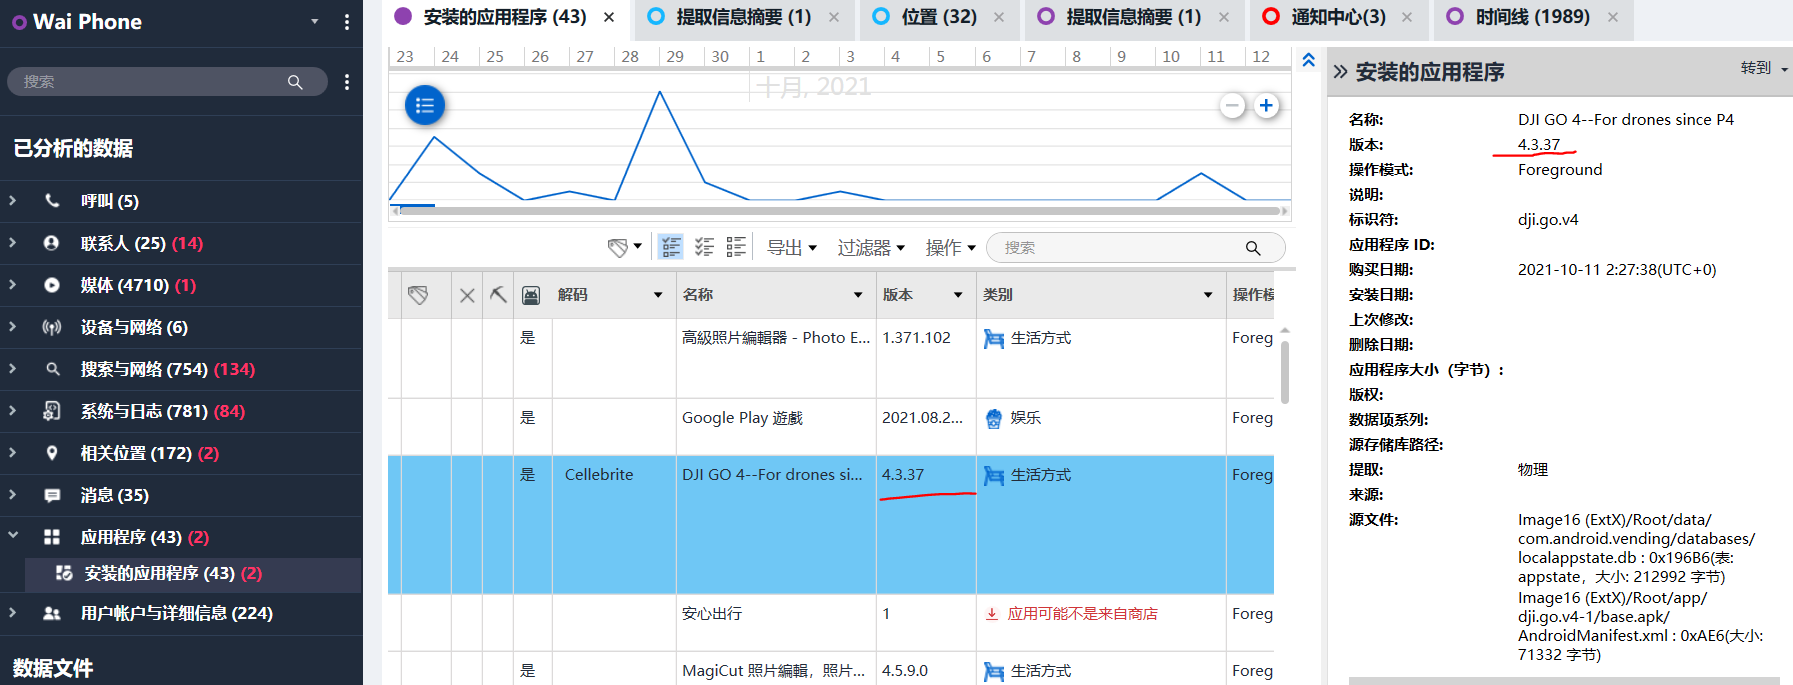 Wai Phone
搜索
已分析的数据
呼叫 (5)
联系人 (25) (14)
媒体 (4710) (1)
设备与网络 (6)
搜索与网络 (754) (134)
系统与日志 (781) (84)
相关位置 (172) (2)
消息 (35)
应用程序 (43) (2)
安装的应用程序 (43) (2)
用户帐户与详细信息 (224)
数据文件
安装的应用程序 (43) ×
提取信息摘要 (1) ×
位置 (32) ×
提取信息摘要 (1) ×
通知中心(3) ×
时间线 (1989) ×
23 24 25 26 27 28 29 30 1 2 3 4 5 6 7 8 9 10 11 12
十月, 2021
导出 过滤器 操作 搜索
解码 名称 版本 类别 操作模
是 高級照片編輯器 - Photo E... 1.371.102 生活方式 Foreg
是 Google Play 遊戲 2021.08.2... 娱乐 Foreg
是 Cellebrite DJI GO 4--For drones si... 4.3.37 生活方式 Foreg
安心出行 1 应用可能不是来自商店 Foreg
是 MagiCut 照片編輯，照片... 4.5.9.0 生活方式 Foreg
安装的应用程序 转到
名称: DJI GO 4--For drones since P4
版本: 4.3.37
操作模式: Foreground
说明:
标识符: dji.go.v4
应用程序 ID:
购买日期: 2021-10-11 2:27:38(UTC+0)
安装日期:
上次修改:
删除日期:
应用程序大小（字节）:
版权:
数据项系列:
源存储库路径:
提取: 物理
来源:
源文件: Image16 (ExtX)/Root/data/
com.android.vending/databases/
localappstate.db : 0x196B6(表:
appstate，大小: 212992 字节)
Image16 (ExtX)/Root/app/
dji.go.v4-1/base.apk/
AndroidManifest.xml : 0xAE6(大小:
71332 字节)